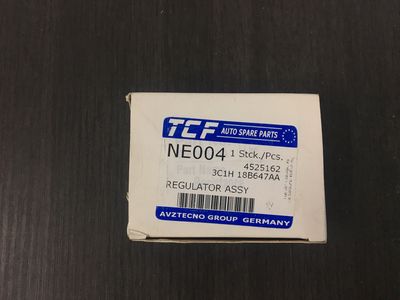 TCF AUTO SPARE PARTS
NE004 1 Stck./Pcs.
4525162
3C1H 18B647AA
REGULATOR ASSY
AVZTECNO GROUP GERMANY